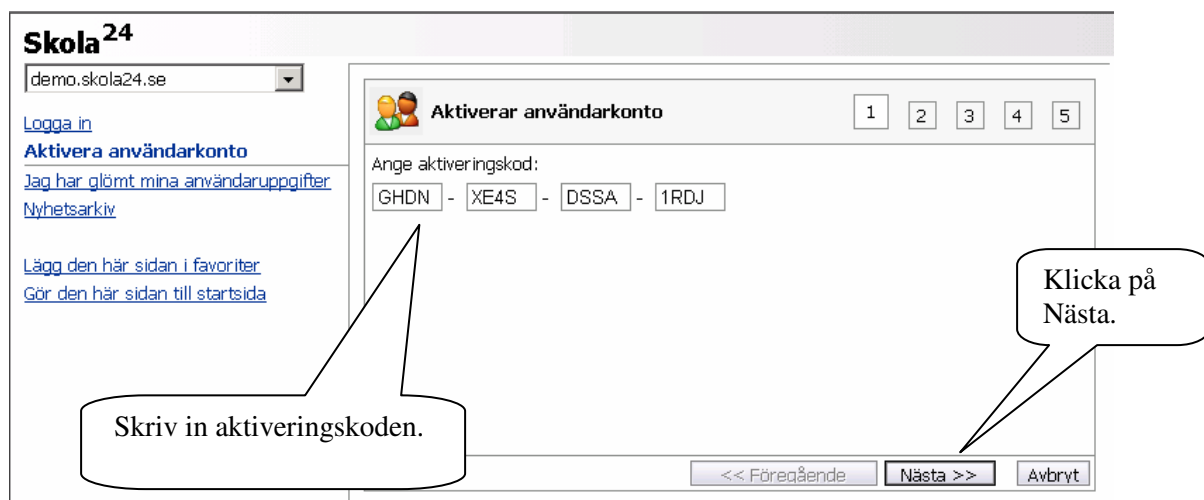 Skola24
demo.skola24.se
Logga in
Aktivera användarkonto
Jag har glömt mina användaruppgifter
Nyhetsarkiv
Lägg den här sidan i favoriter
Gör den här sidan till startsida
Aktiverar användarkonto
1 2 3 4 5
Ange aktiveringskod:
GHDN - XE4S - DSSA - 1RDJ
Klicka på
Nästa.
Skriv in aktiveringskoden.
<< Föregående Nästa >> Avbryt